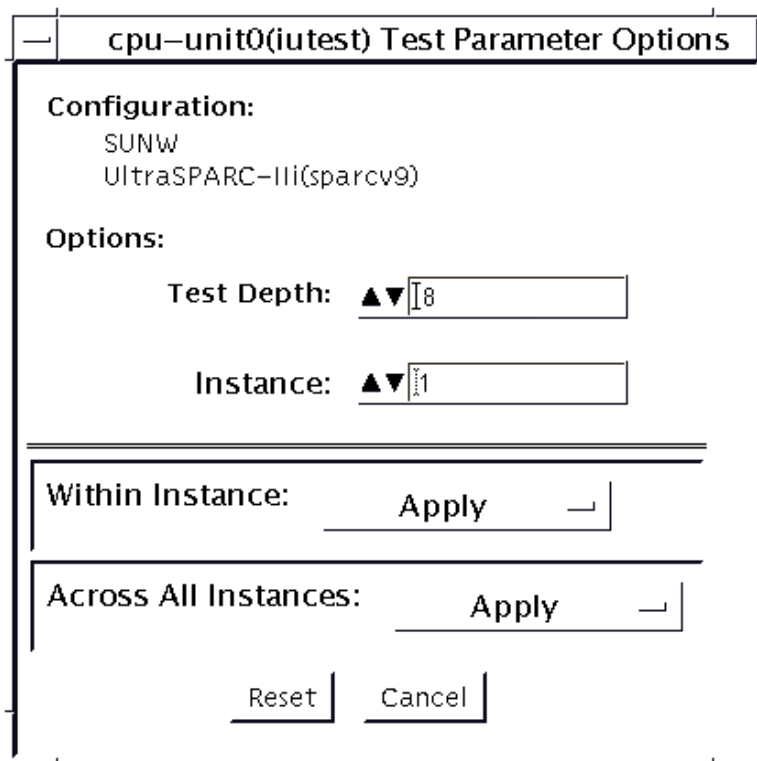 cpu-unit0(iutest) Test Parameter Options
Configuration:
SUNW
UltraSPARC-IIi(sparcv9)
Options:
Test Depth: 8
Instance: 1
Within Instance: Apply
Across All Instances: Apply
Reset Cancel